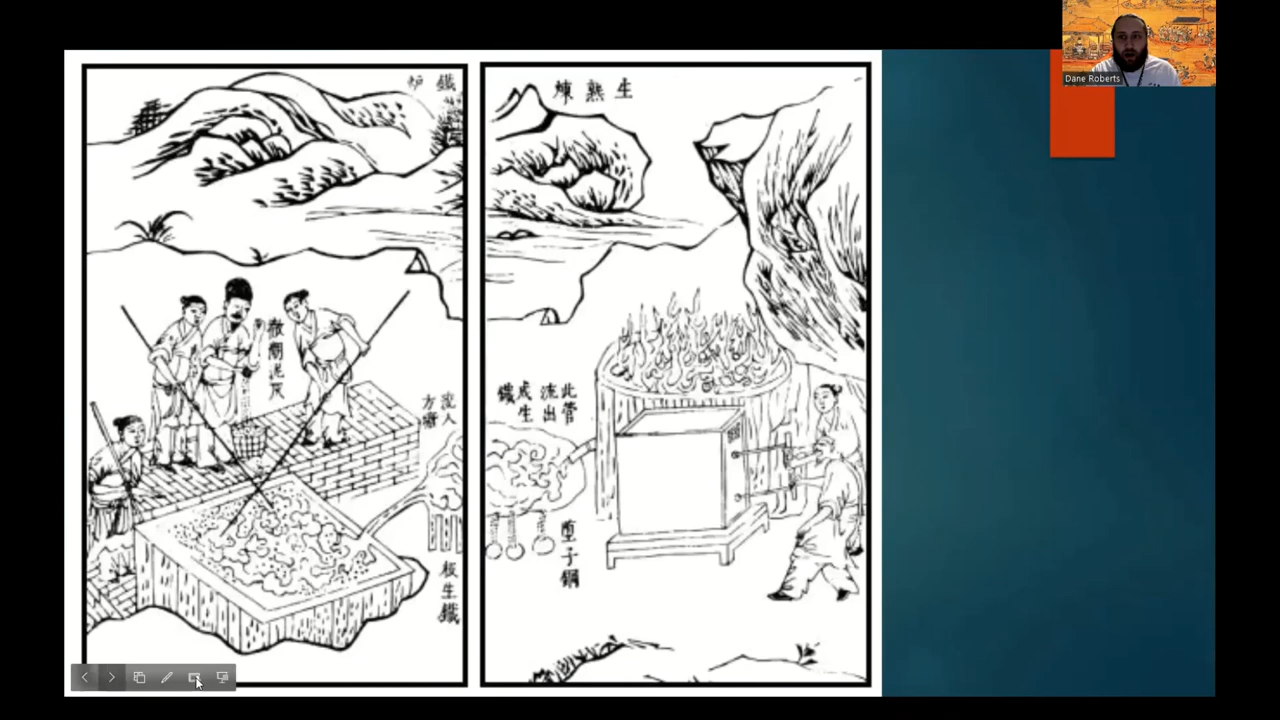 生熟煉
鐵炉
此管
流出
成生
鐵
堕子鋼
撒潮泥灰
流入
方塘
板生鐵
Dane Roberts